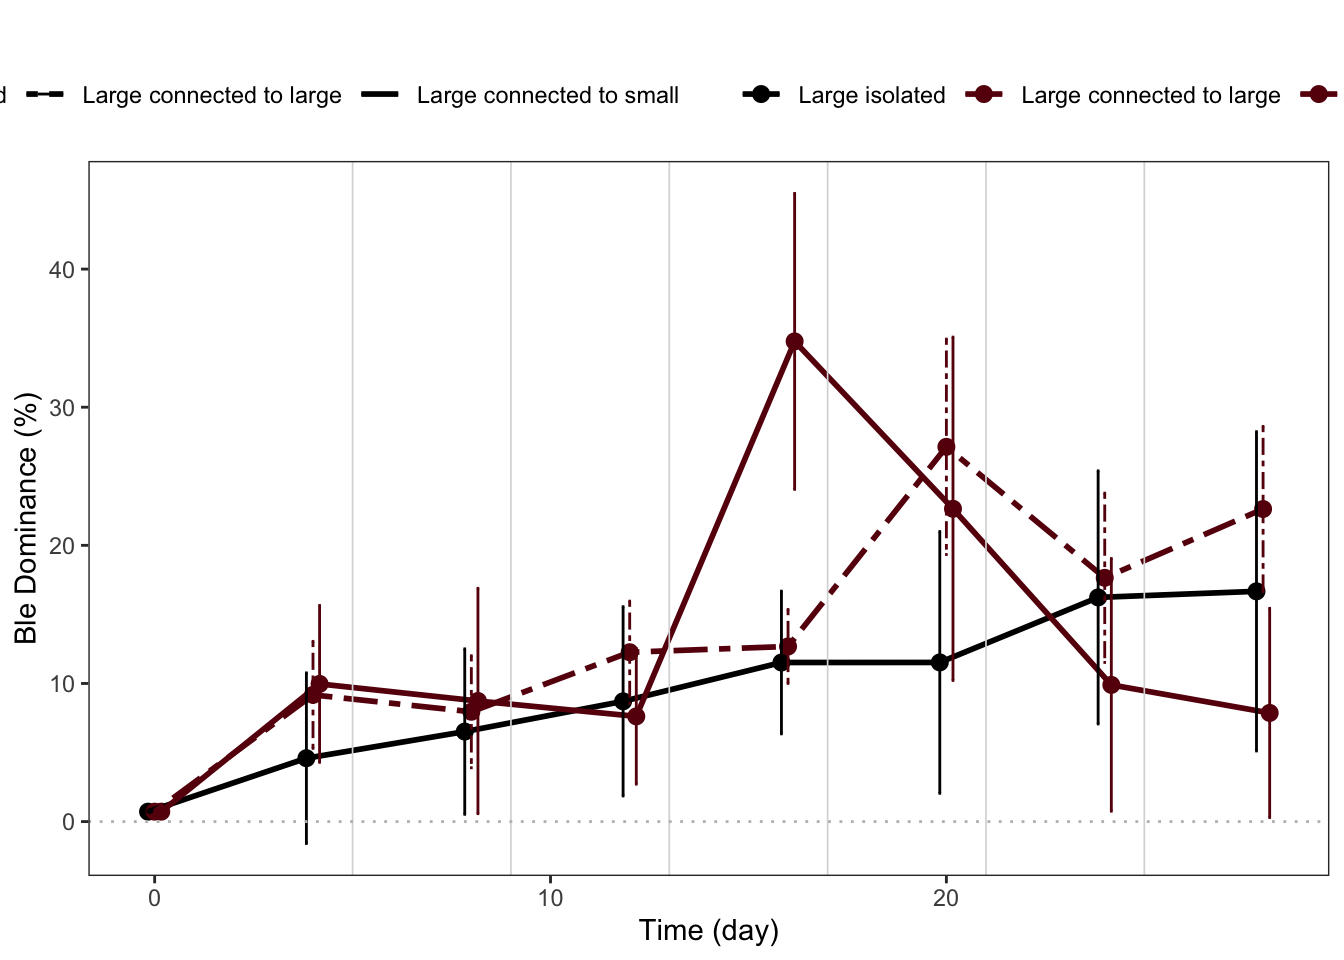 d Large connected to large Large connected to small Large isolated Large connected to large
40
30
20
10
0
Ble Dominance (%)
0 10 20
Time (day)